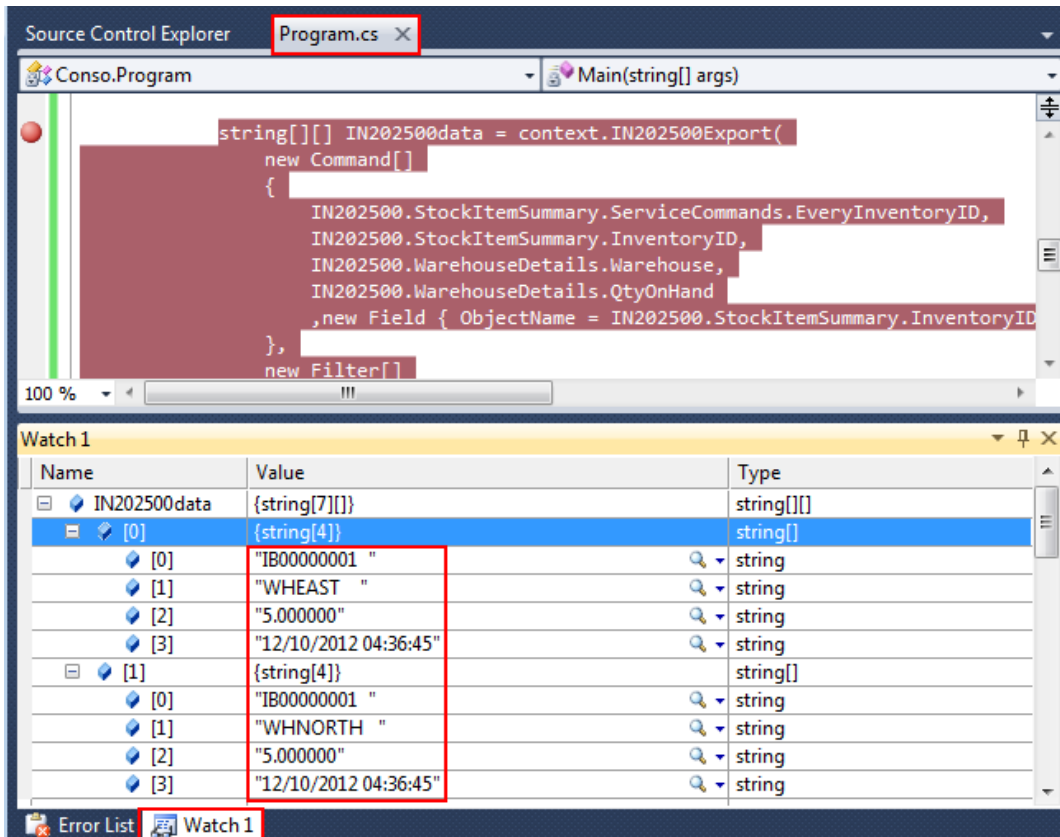 Source Control Explorer Program.cs
Conso.Program Main(string[] args)
string[][] IN202500data = context.IN202500Export(
new Command[]
{
IN202500.StockItemSummary.ServiceCommands.EveryInventoryID,
IN202500.StockItemSummary.InventoryID,
IN202500.WarehouseDetails.Warehouse,
IN202500.WarehouseDetails.QtyOnHand
,new Field { ObjectName = IN202500.StockItemSummary.InventoryID
},
new Filter[]
100 %
Watch 1
Name Value Type
IN202500data {string[7][]} string[][]
[0] {string[4]} string[]
[0] "IB00000001 " string
[1] "WHEAST " string
[2] "5.000000" string
[3] "12/10/2012 04:36:45" string
[1] {string[4]} string[]
[0] "IB00000001 " string
[1] "WHNORTH " string
[2] "5.000000" string
[3] "12/10/2012 04:36:45" string
Error List Watch 1